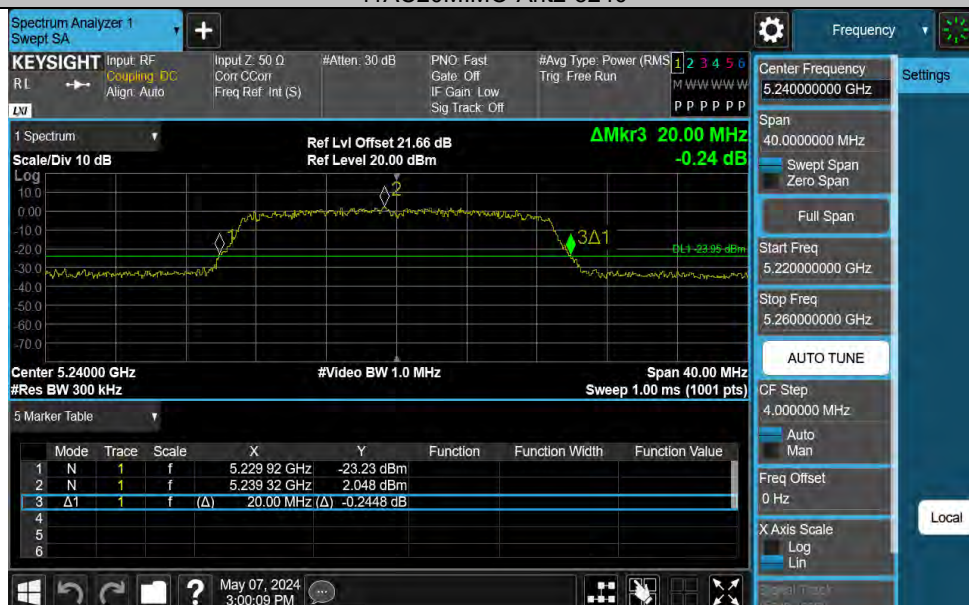 Spectrum Analyzer 1
Swept SA
+
Frequency
KEYSIGHT
RL
LXI
Input: RF
Coupling: DC
Align: Auto
Input Z: 50 Ω
Corr CCorr
Freq Ref: Int (S)
#Atten: 30 dB
PNO: Fast
Gate: Off
IF Gain: Low
Sig Track: Off
#Avg Type: Power (RMS
Trig: Free Run
1 2 3 4 5 6
M W W W W W
P P P P P P
1 Spectrum
Scale/Div 10 dB
Ref Lvl Offset 21.66 dB
Ref Level 20.00 dBm
ΔMkr3 20.00 MHz
-0.24 dB
Log
10.0
0.00
-10.0
-20.0
-30.0
-40.0
-50.0
-60.0
-70.0
1
2
3Δ1
DL1 -23.95 dBm
Center 5.24000 GHz
#Res BW 300 kHz
#Video BW 1.0 MHz
Span 40.00 MHz
Sweep 1.00 ms (1001 pts)
5 Marker Table
Mode Trace Scale X Y Function Function Width Function Value
1 N 1 f 5.229 92 GHz -23.23 dBm
2 N 1 f 5.239 32 GHz 2.048 dBm
3 Δ1 1 f (Δ) 20.00 MHz (Δ) -0.2448 dB
4
5
6
?
May 07, 2024
3:00:09 PM
Center Frequency
5.240000000 GHz
Span
40.0000000 MHz
Swept Span
Zero Span
Full Span
Start Freq
5.220000000 GHz
Stop Freq
5.260000000 GHz
AUTO TUNE
CF Step
4.000000 MHz
Auto
Man
Freq Offset
0 Hz
X Axis Scale
Log
Lin
Signal Track
Settings
Local